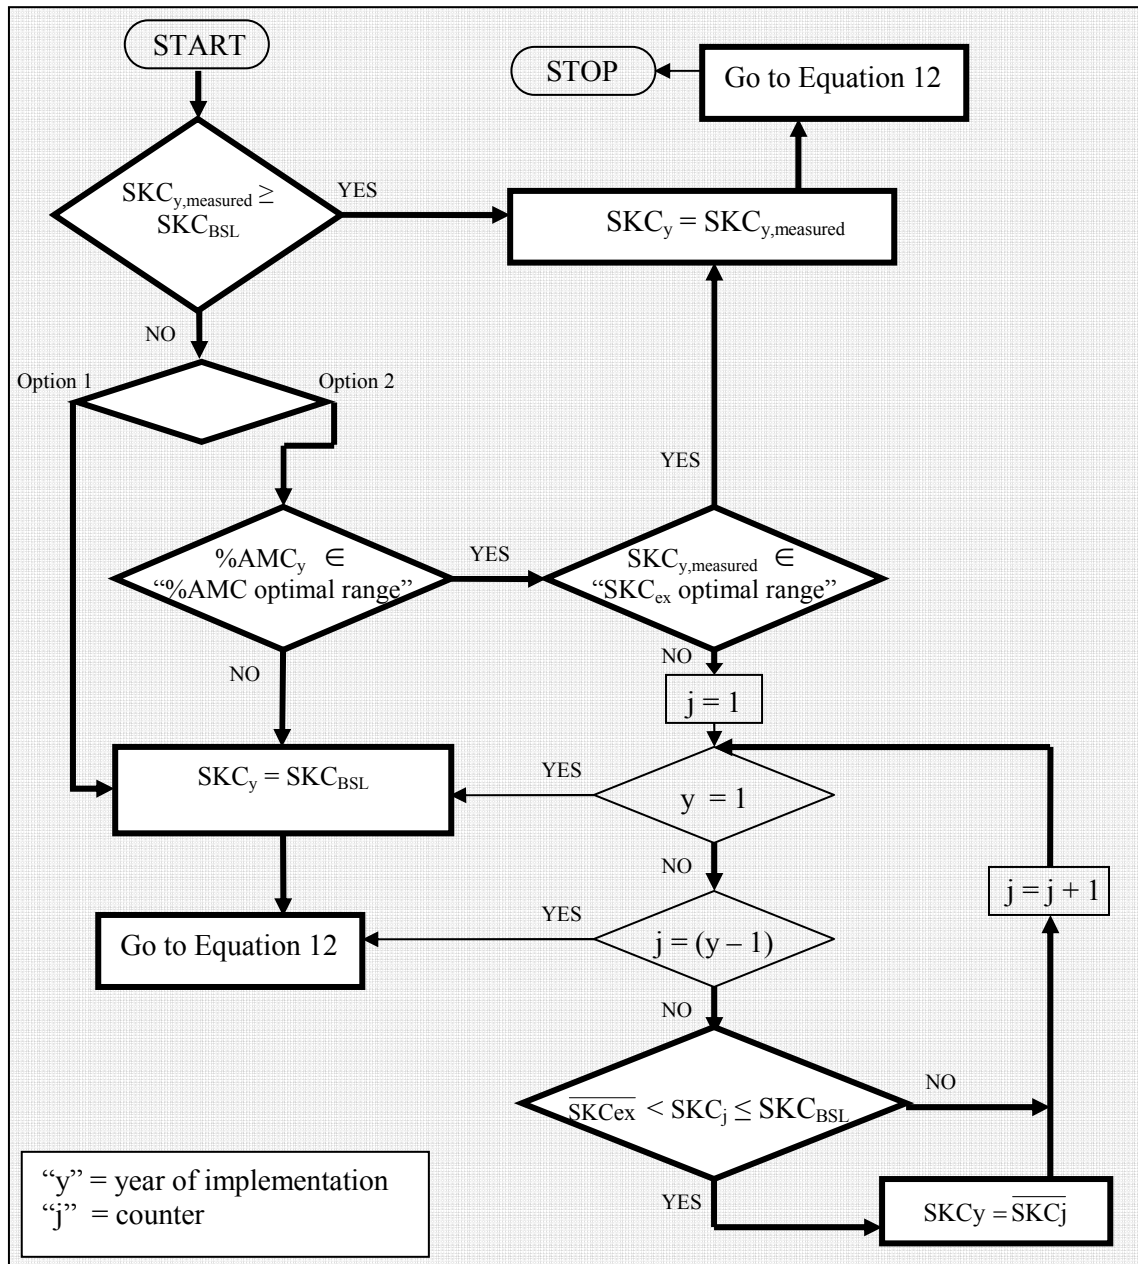 START
STOP
Go to Equation 12
SKCy,measured ≥
SKCBSL
YES
SKCy = SKCy,measured
NO
Option 1
Option 2
YES
%AMCy ∈
“%AMC optimal range”
YES
SKCy,measured ∈
“SKCex optimal range”
NO
NO
j = 1
SKCy = SKCBSL
YES
y = 1
NO
j = j + 1
Go to Equation 12
YES
j = (y – 1)
NO
S̅K̅C̅e̅x̅ < SKCj ≤ SKCBSL
NO
YES
SKCy = S̅K̅C̅j̅
“y” = year of implementation
“j” = counter